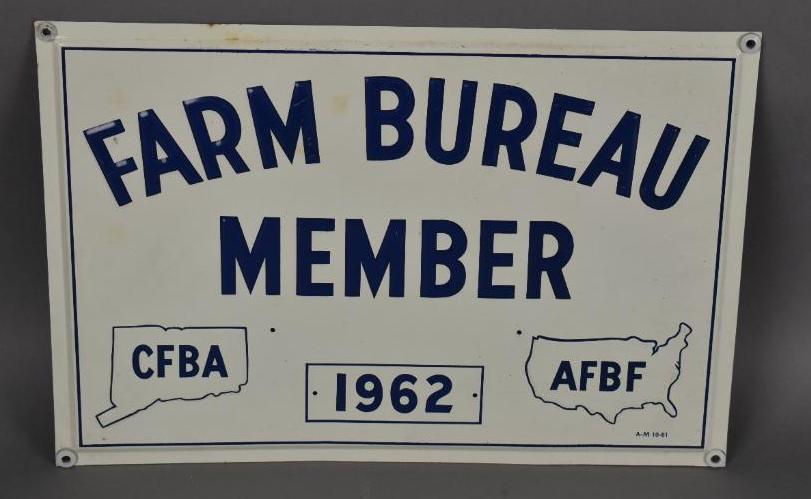 FARM BUREAU
MEMBER
CFBA
1962
AFBF
A-M 10-61